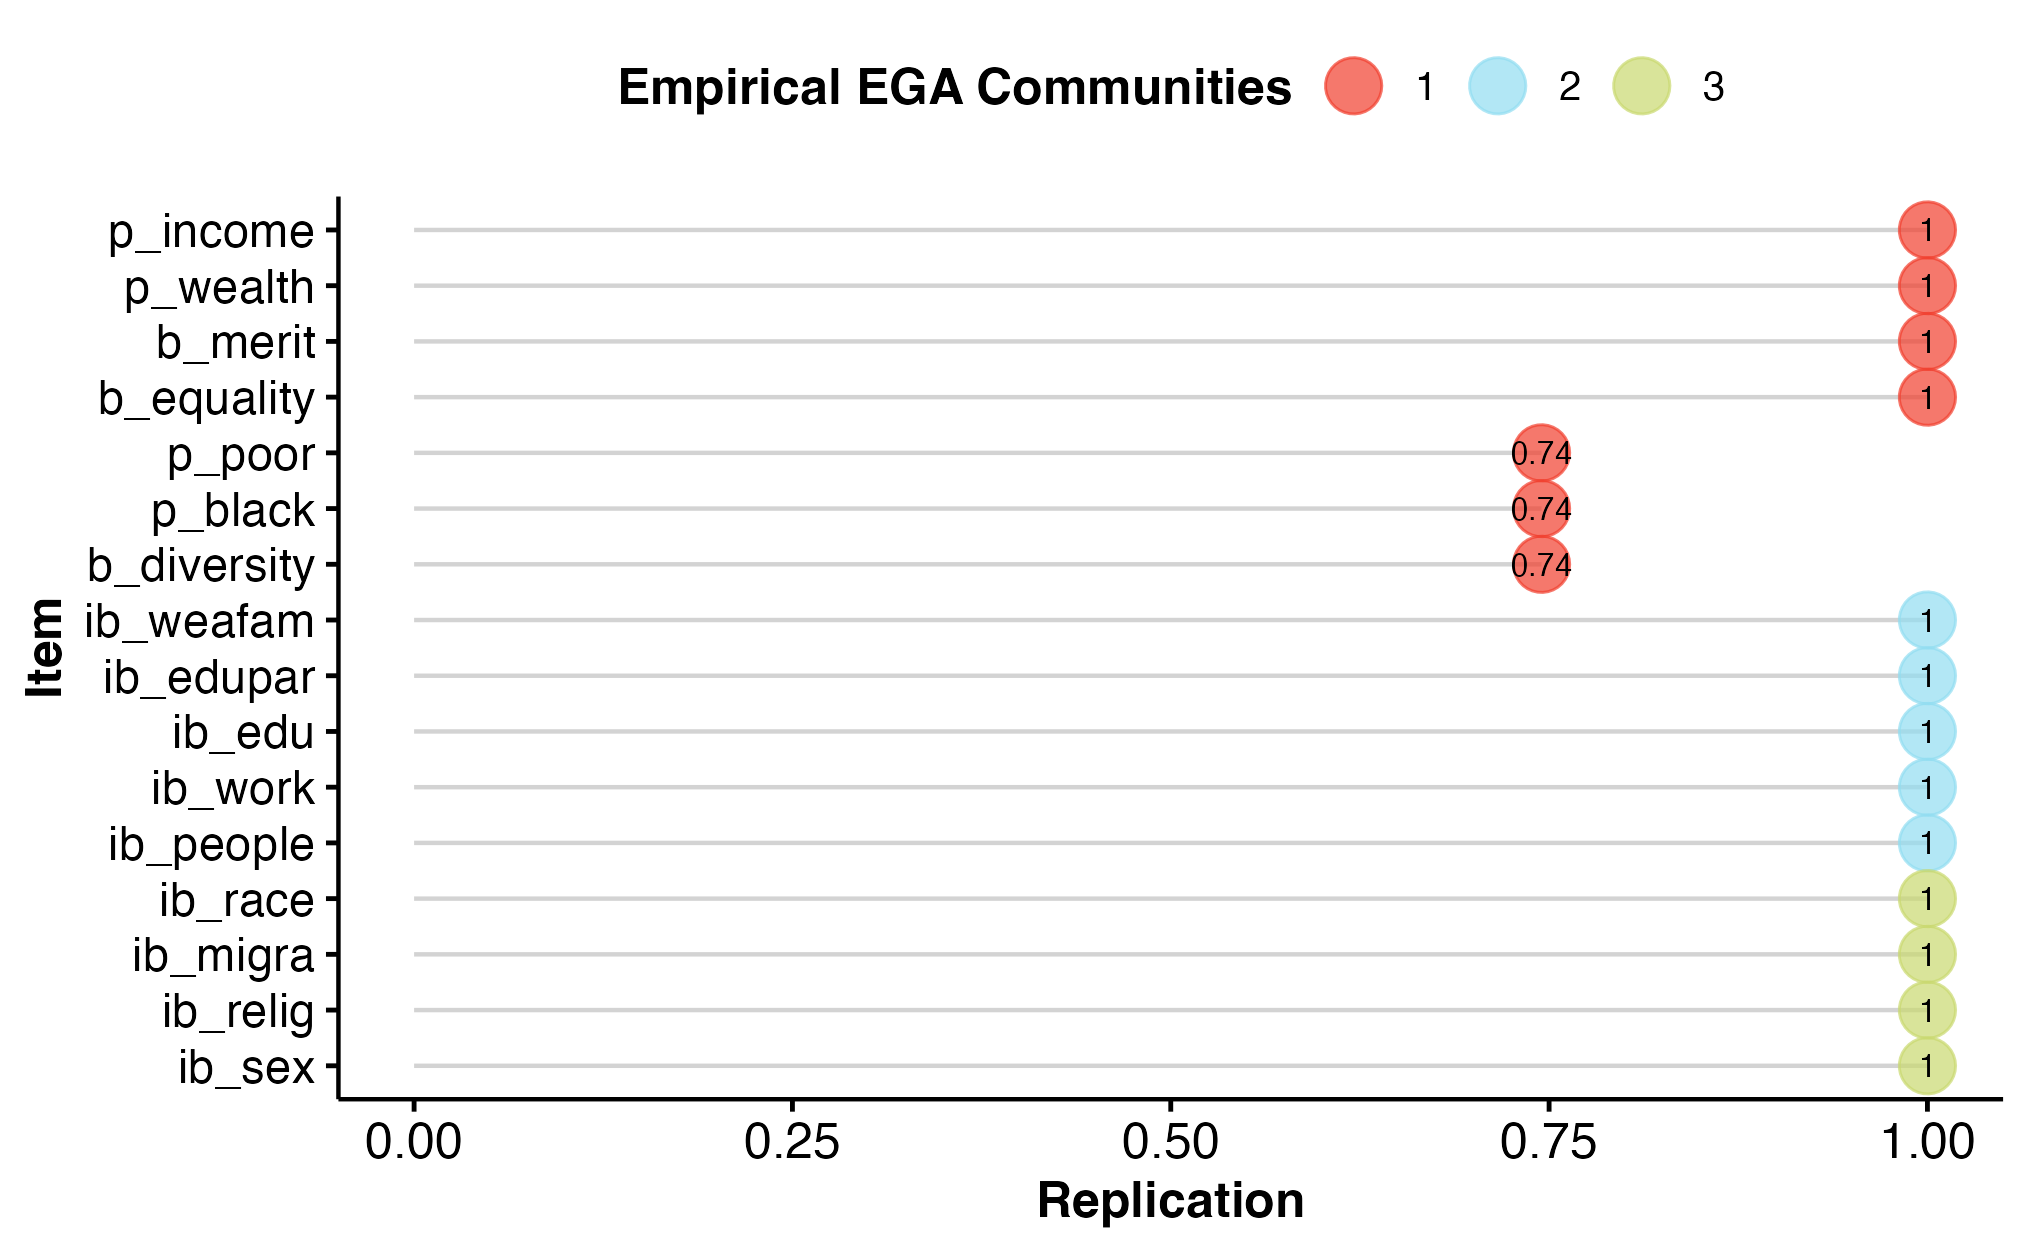 Empirical EGA Communities 1 2 3
p_income 1
p_wealth 1
b_merit 1
b_equality 1
p_poor 0.74
p_black 0.74
b_diversity 0.74
ib_weafam 1
ib_edupar 1
ib_edu 1
ib_work 1
ib_people 1
ib_race 1
ib_migra 1
ib_relig 1
ib_sex 1
Item
0.00 0.25 0.50 0.75 1.00
Replication